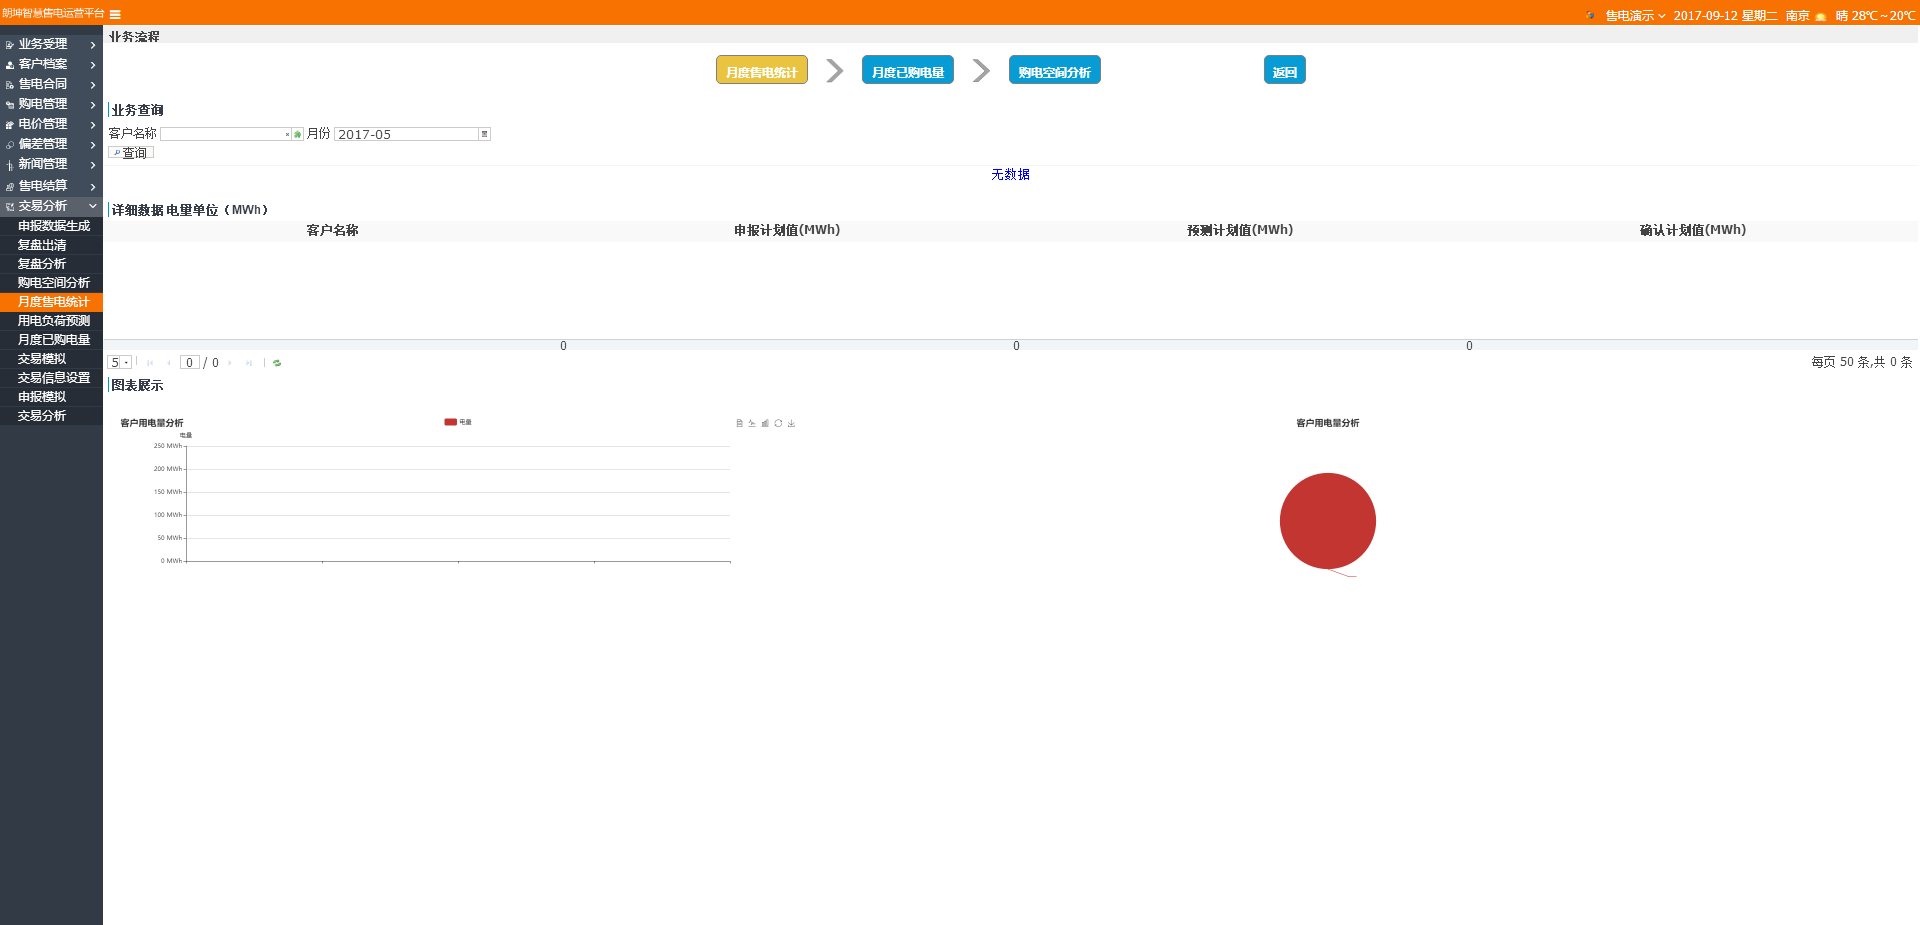 朗坤智慧售电运营平台
售电演示 2017-09-12 星期二 南京 晴 28℃~20℃
业务受理
客户档案
售电合同
购电管理
电价管理
偏差管理
新闻管理
售电结算
交易分析
申报数据生成
复盘出清
复盘分析
购电空间分析
月度售电统计
用电负荷预测
月度已购电量
交易模拟
交易信息设置
申报模拟
交易分析
业务流程
月度售电统计 月度已购电量 购电空间分析 返回
业务查询
客户名称 月份 2017-05
查询
无数据
详细数据 电量单位（MWh）
客户名称 申报计划值(MWh) 预测计划值(MWh) 确认计划值(MWh)
0 0 0
5 0 / 0 每页 50 条,共 0 条
图表展示
客户用电量分析 电量
电量
250 MWh
200 MWh
150 MWh
100 MWh
50 MWh
0 MWh
客户用电量分析